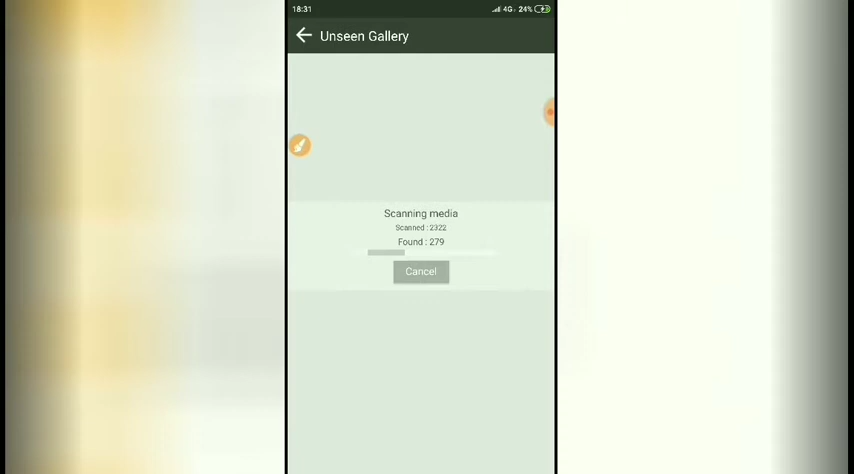 18:31 4G 24%
Unseen Gallery
Scanning media
Scanned : 2322
Found : 279
Cancel